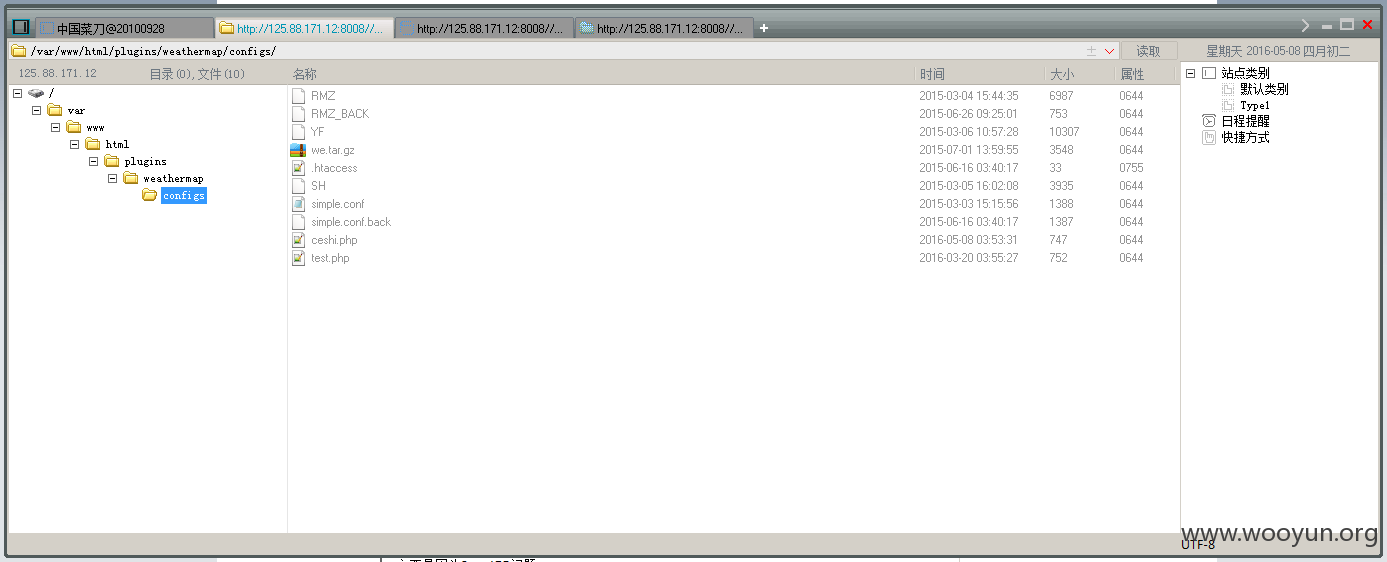 中国菜刀@20100928 http://125.88.171.12:8008//... http://125.88.171.12:8008//... http://125.88.171.12:8008//...
/var/www/html/plugins/weathermap/configs/ 读取 星期天 2016-05-08 四月初二
125.88.171.12 目录(0),文件(10) 名称 时间 大小 属性
/
var
www
html
plugins
weathermap
configs
RMZ 2015-03-04 15:44:35 6987 0644
RMZ_BACK 2015-06-26 09:25:01 753 0644
YF 2015-03-06 10:57:28 10307 0644
we.tar.gz 2015-07-01 13:59:55 3548 0644
.htaccess 2015-06-16 03:40:17 33 0755
SH 2015-03-05 16:02:08 3935 0644
simple.conf 2015-03-03 15:15:56 1388 0644
simple.conf.back 2015-06-16 03:40:17 1387 0644
ceshi.php 2016-05-08 03:53:31 747 0644
test.php 2016-03-20 03:55:27 752 0644
站点类别
默认类别
Type1
日程提醒
快捷方式
www.wooyun.org
UTF-8